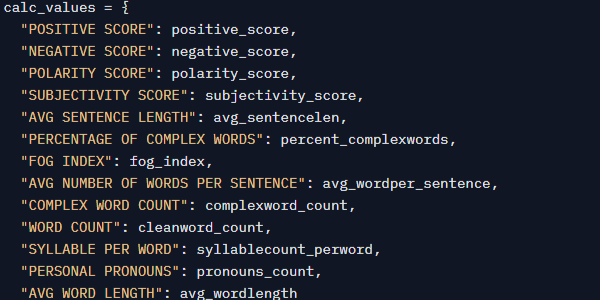 calc_values = {
"POSITIVE SCORE": positive_score,
"NEGATIVE SCORE": negative_score,
"POLARITY SCORE": polarity_score,
"SUBJECTIVITY SCORE": subjectivity_score,
"AVG SENTENCE LENGTH": avg_sentencelen,
"PERCENTAGE OF COMPLEX WORDS": percent_complexwords,
"FOG INDEX": fog_index,
"AVG NUMBER OF WORDS PER SENTENCE": avg_wordper_sentence,
"COMPLEX WORD COUNT": complexword_count,
"WORD COUNT": cleanword_count,
"SYLLABLE PER WORD": syllablecount_perword,
"PERSONAL PRONOUNS": pronouns_count,
"AVG WORD LENGTH": avg_wordlength